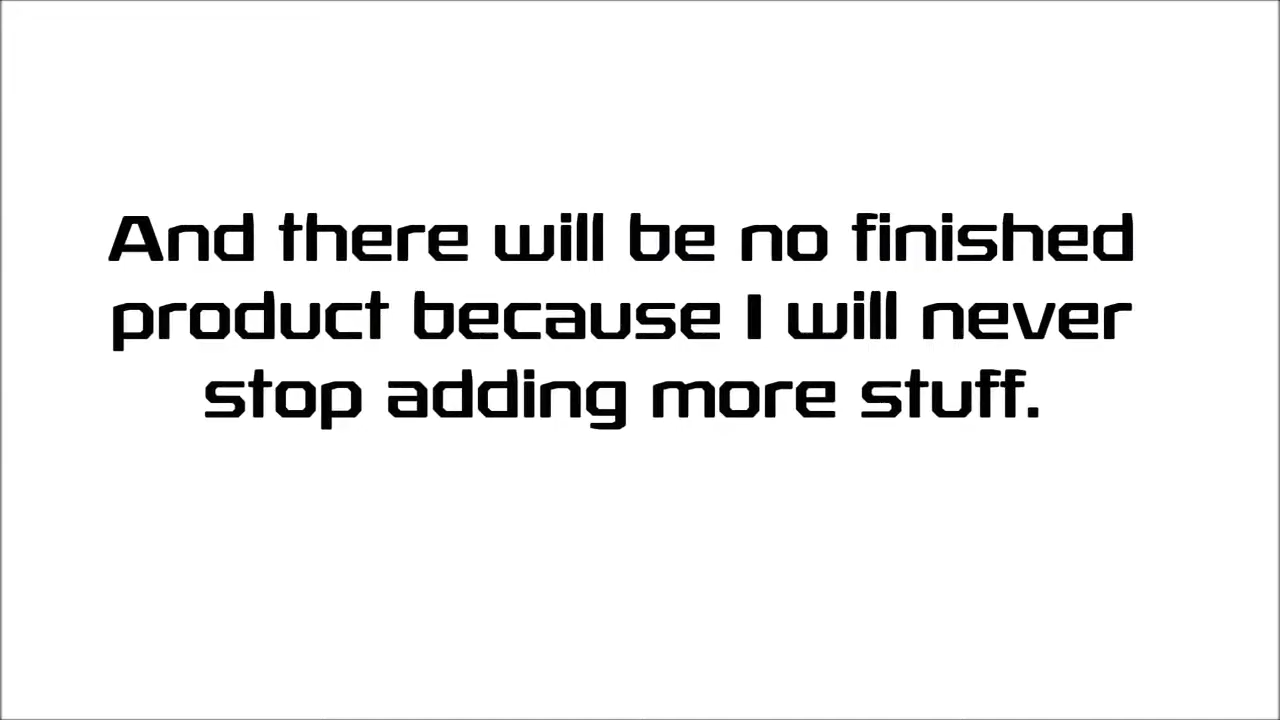 And there will be no finished
product because I will never
stop adding more stuff.